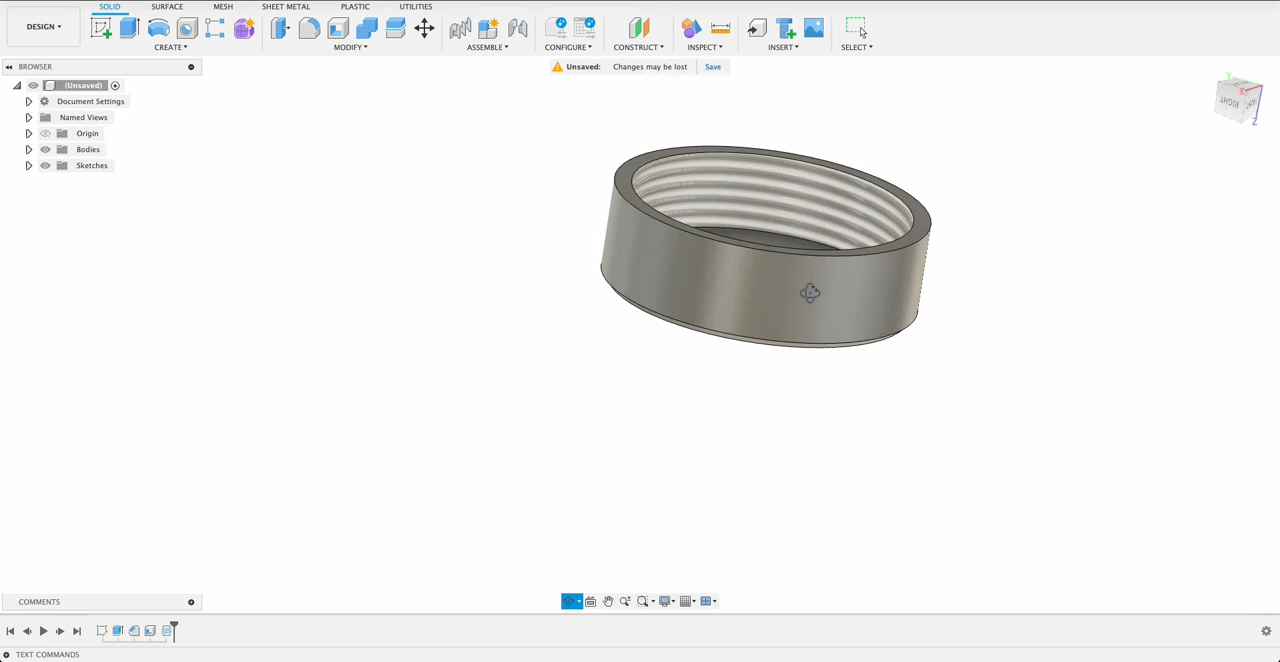 SOLID SURFACE MESH SHEET METAL PLASTIC UTILITIES
DESIGN
CREATE MODIFY ASSEMBLE CONFIGURE CONSTRUCT INSPECT INSERT SELECT
BROWSER
Unsaved: Changes may be lost Save
(Unsaved)
Document Settings
Named Views
Origin
Bodies
Sketches
Y
X
RIGHT
Z
COMMENTS
TEXT COMMANDS